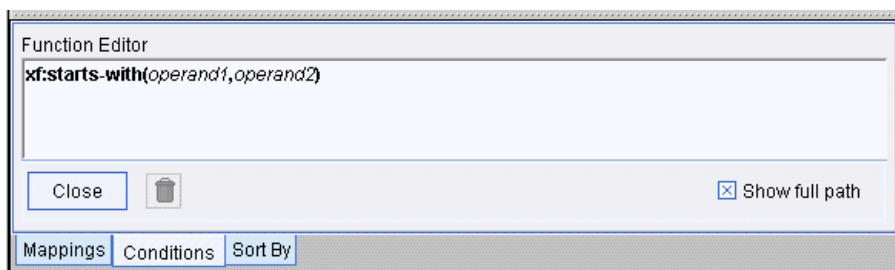 Function Editor
xf:starts-with(operand1,operand2)
Close
Show full path
Mappings Conditions Sort By